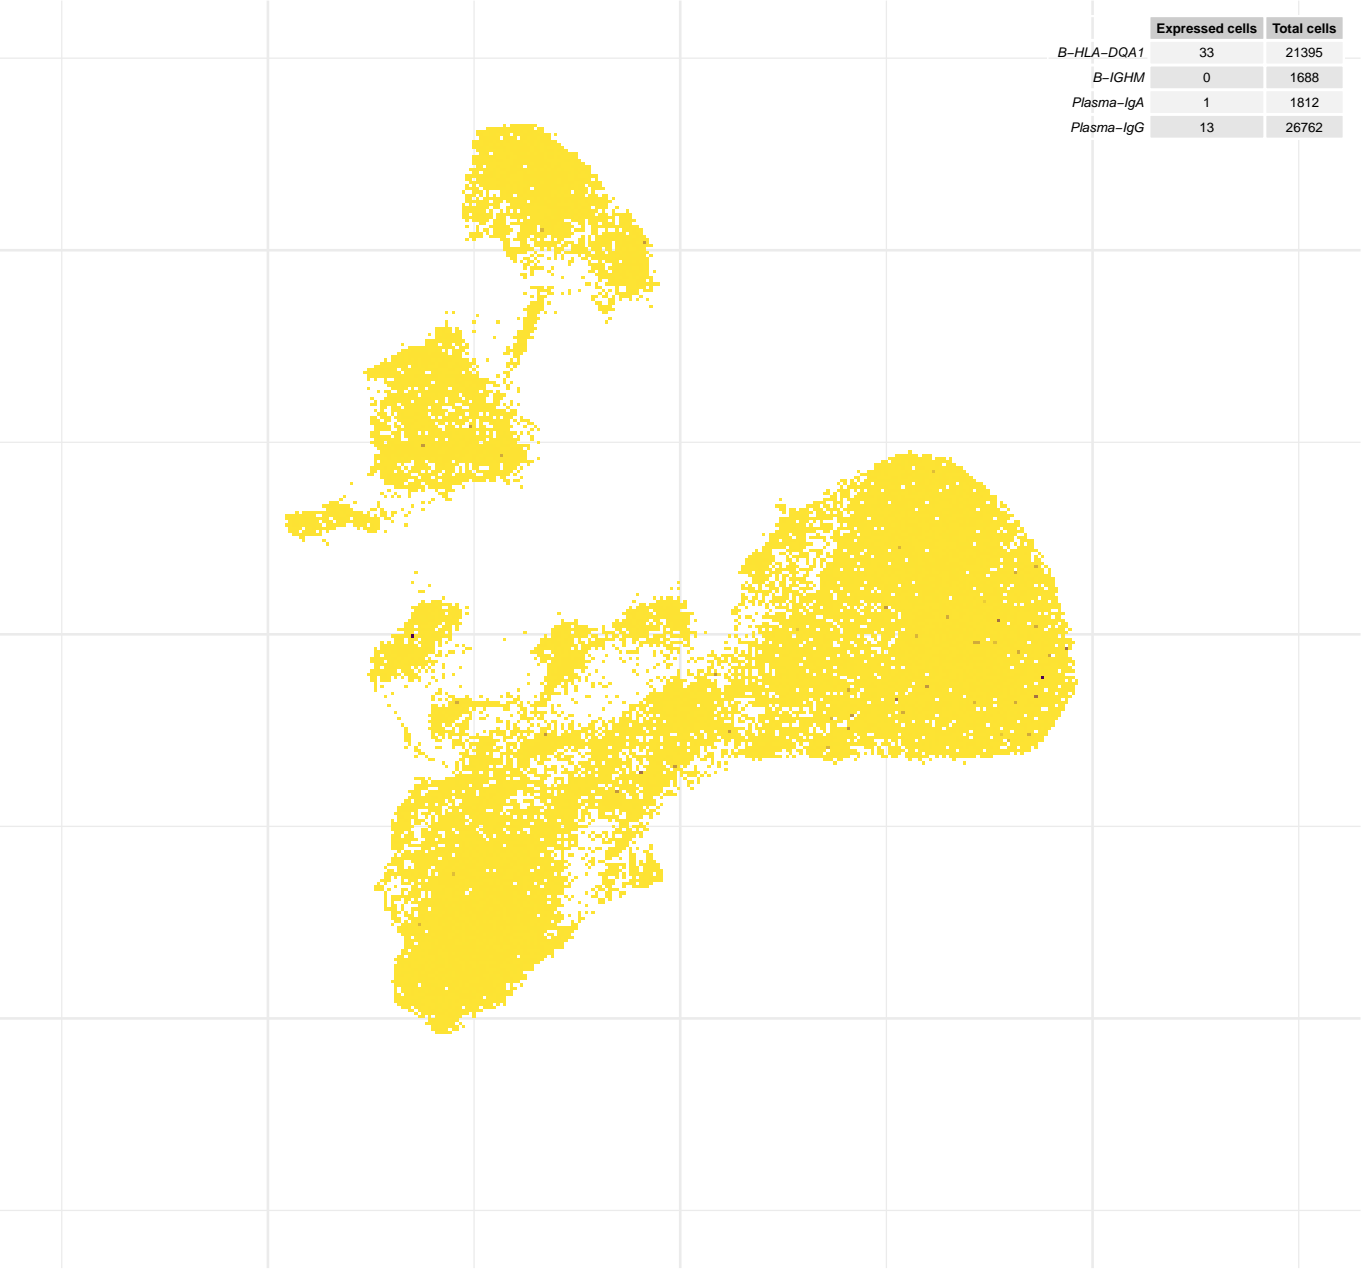 Expressed cells Total cells
B−HLA−DQA1 33 21395
B−IGHM 0 1688
Plasma−IgA 1 1812
Plasma−IgG 13 26762